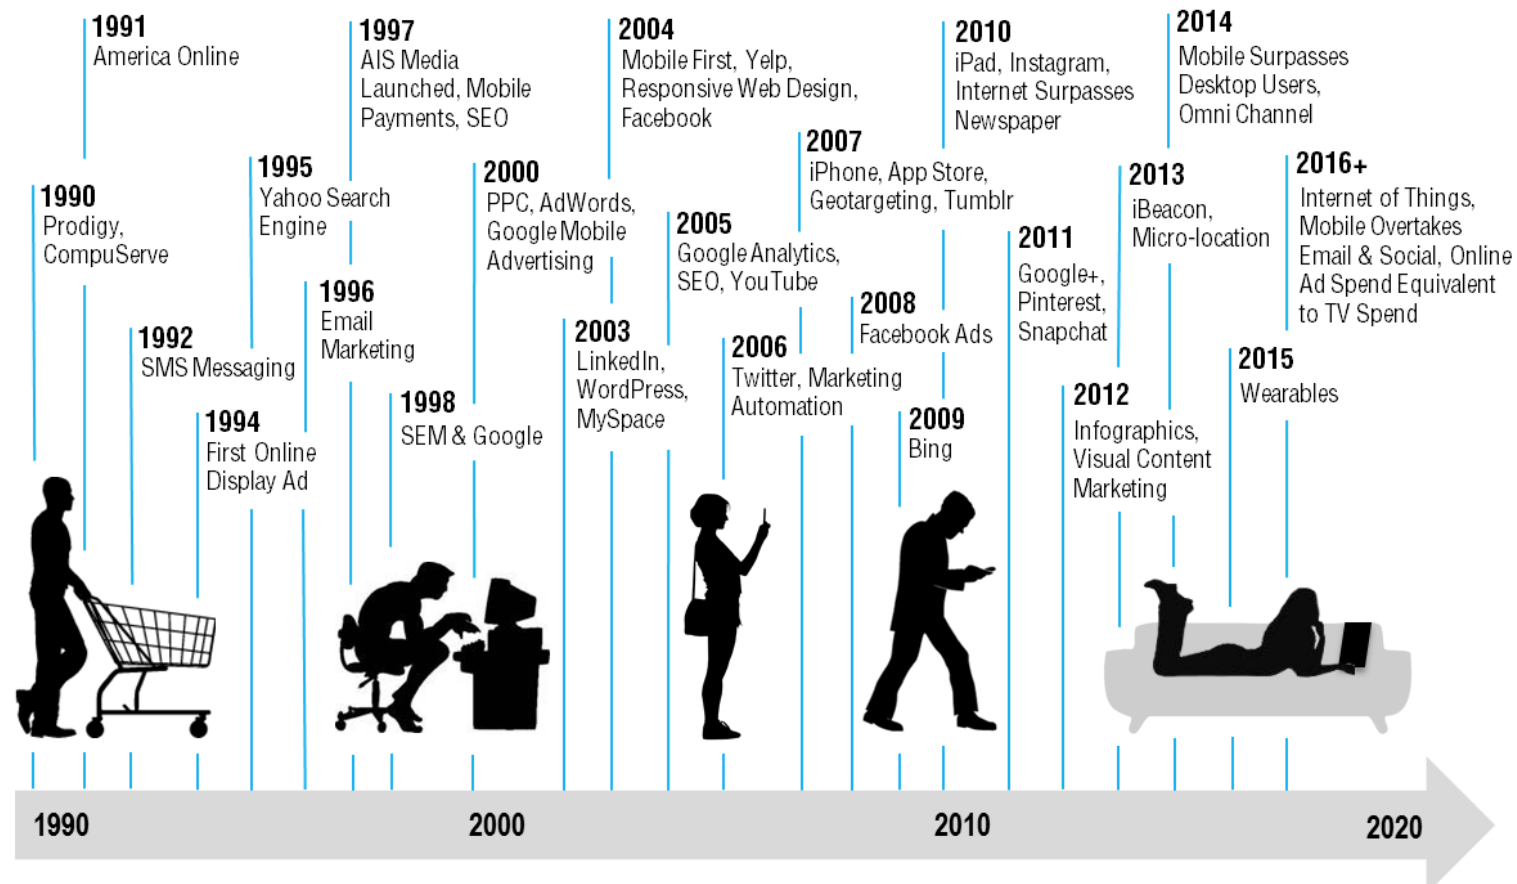 1990
Prodigy,
CompuServe
1991
America Online
1992
SMS Messaging
1994
First Online
Display Ad
1995
Yahoo Search
Engine
1996
Email
Marketing
1997
AIS Media
Launched, Mobile
Payments, SEO
1998
SEM & Google
2000
PPC, AdWords,
Google Mobile
Advertising
2003
LinkedIn,
WordPress,
MySpace
2004
Mobile First, Yelp,
Responsive Web Design,
Facebook
2005
Google Analytics,
SEO, YouTube
2006
Twitter, Marketing
Automation
2007
iPhone, App Store,
Geotargeting, Tumblr
2008
Facebook Ads
2009
Bing
2010
iPad, Instagram,
Internet Surpasses
Newspaper
2011
Google+,
Pinterest,
Snapchat
2012
Infographics,
Visual Content
Marketing
2013
iBeacon,
Micro-location
2014
Mobile Surpasses
Desktop Users,
Omni Channel
2015
Wearables
2016+
Internet of Things,
Mobile Overtakes
Email & Social, Online
Ad Spend Equivalent
to TV Spend
1990
2000
2010
2020